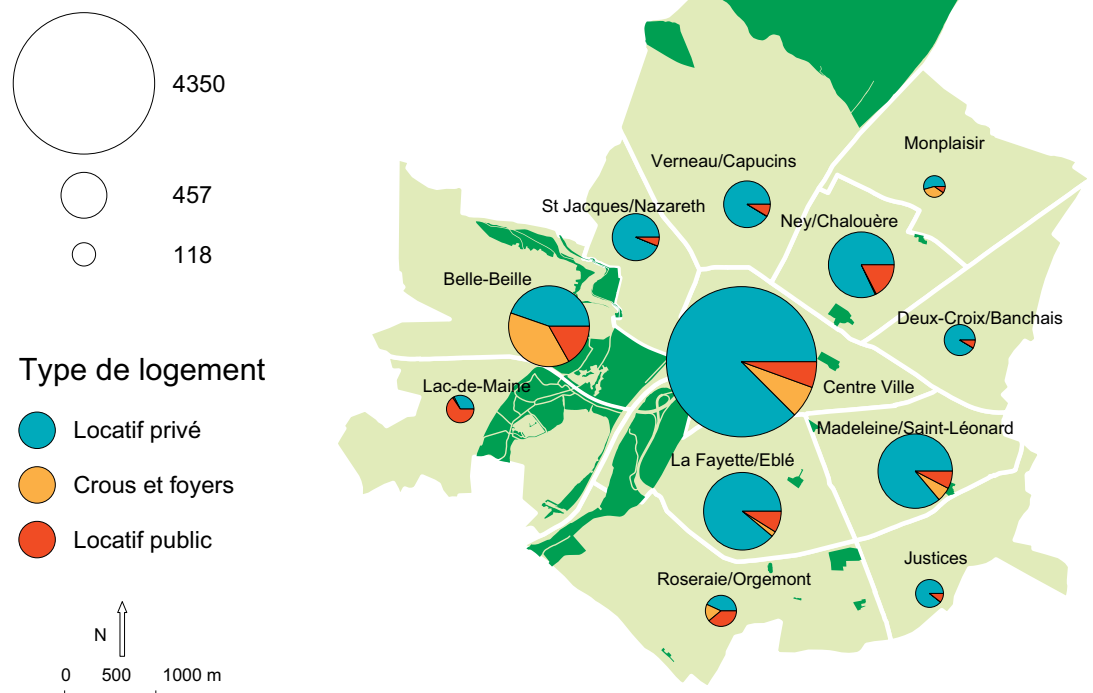 4350
457
118
Type de logement
Locatif privé
Crous et foyers
Locatif public
N
0 500 1000 m
Monplaisir
Verneau/Capucins
St Jacques/Nazareth
Ney/Chalouère
Belle-Beille
Deux-Croix/Banchais
Lac-de-Maine
Centre Ville
Madeleine/Saint-Léonard
La Fayette/Eblé
Justices
Roseraie/Orgemont